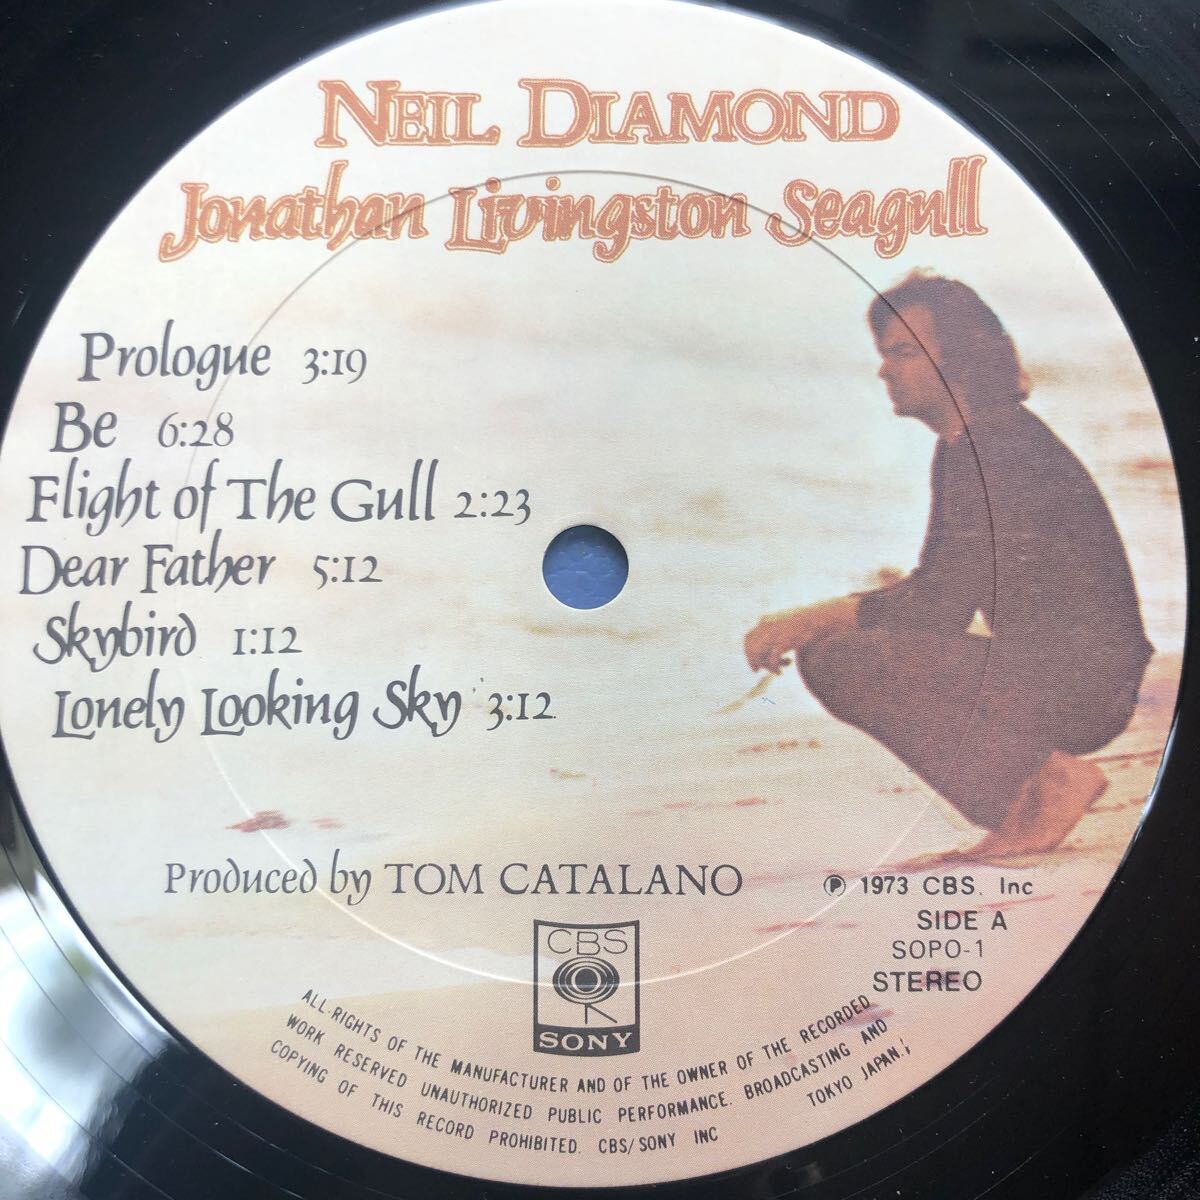 NEIL DIAMOND
Jonathan Livingston Seagull
Prologue 3:19
Be 6:28
Flight of The Gull 2:23
Dear Father 5:12
Skybird 1:12
Lonely Looking Sky 3:12
Produced by TOM CATALANO
Ⓟ 1973 CBS. Inc
SIDE A
SOPO-1
STEREO
CBS
SONY
ALL RIGHTS OF THE MANUFACTURER AND OF THE OWNER OF THE RECORDED
WORK RESERVED UNAUTHORIZED PUBLIC PERFORMANCE. BROADCASTING AND
COPYING OF THIS RECORD PROHIBITED. CBS/SONY INC TOKYO JAPAN.